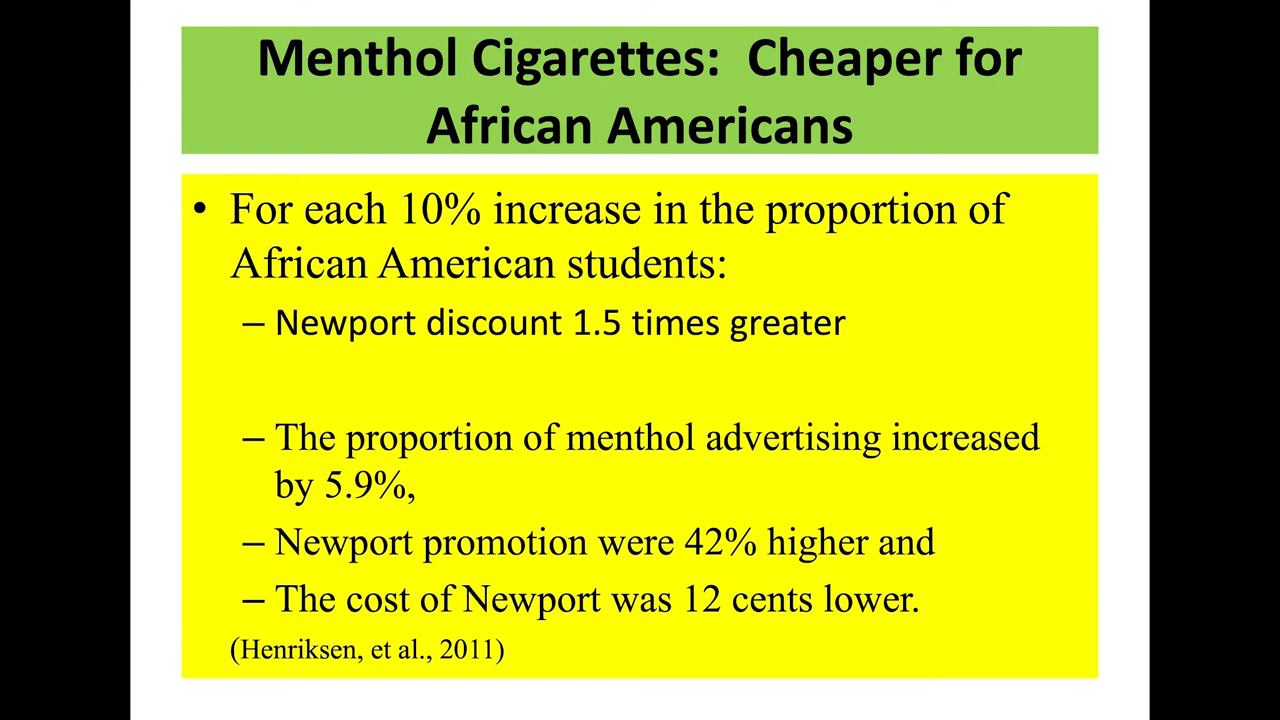 Menthol Cigarettes:  Cheaper for
African Americans
• For each 10% increase in the proportion of
African American students:
– Newport discount 1.5 times greater
– The proportion of menthol advertising increased
by 5.9%,
– Newport promotion were 42% higher and
– The cost of Newport was 12 cents lower.
(Henriksen, et al., 2011)